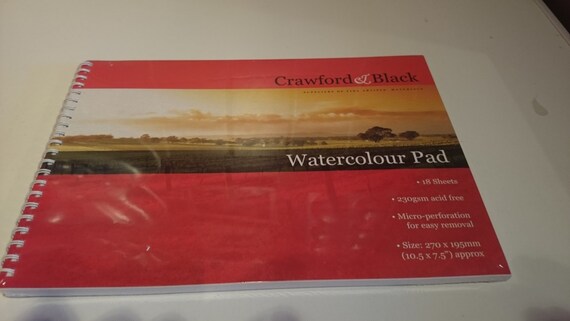 Crawford & Black
Watercolour Pad
• 18 Sheets
• 230gsm acid free
• Micro-perforation
for easy removal
• Size: 270 x 195mm
(10.5 x 7.5") approx